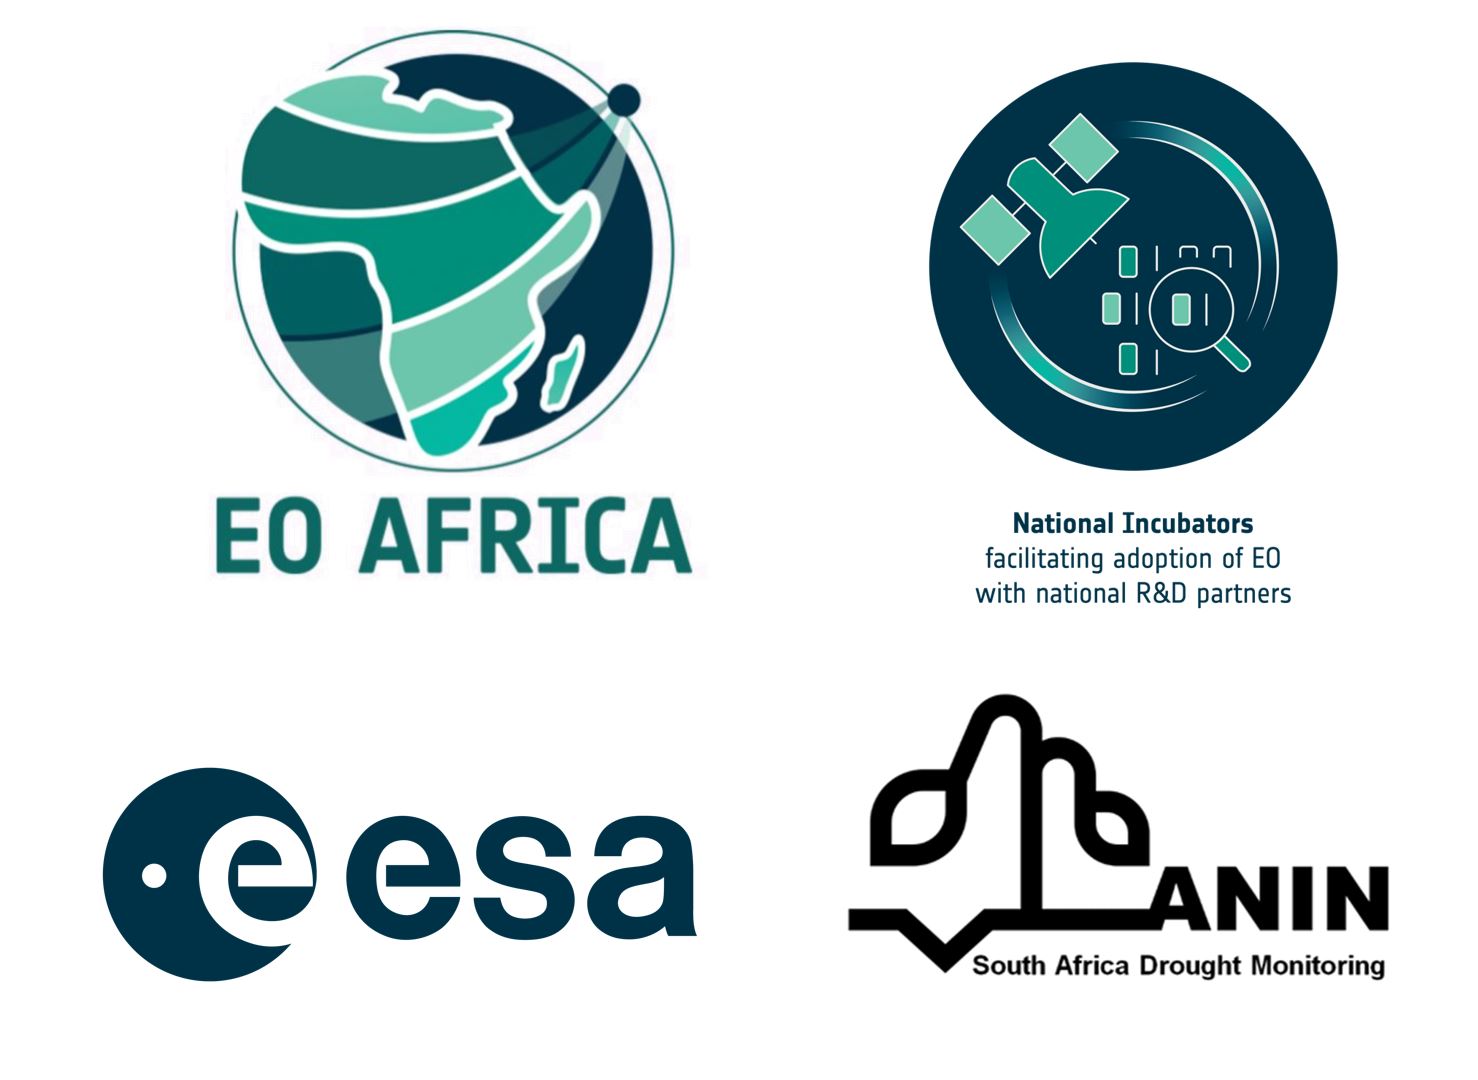 EO AFRICA
National Incubators
facilitating adoption of EO
with national R&D partners
esa
ANIN
South Africa Drought Monitoring